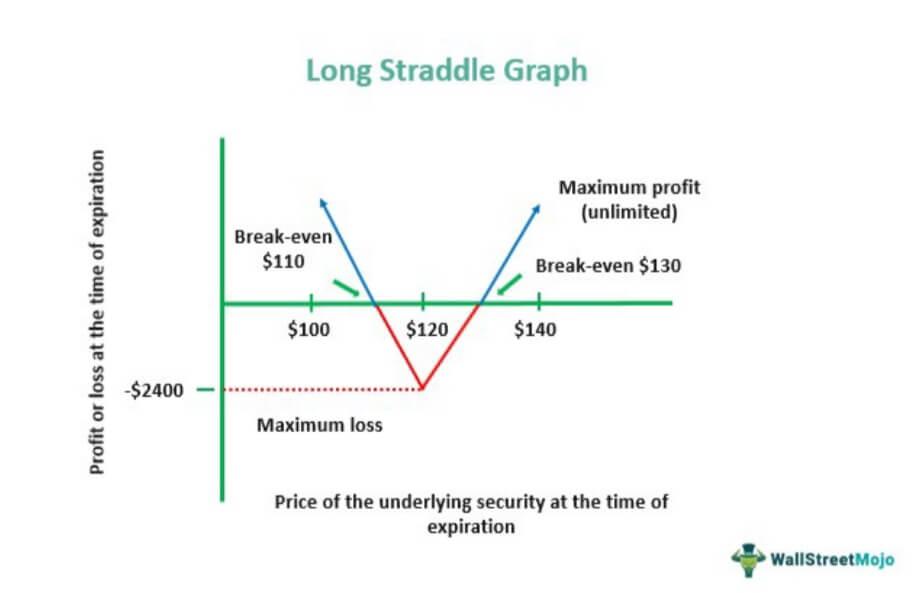 Long Straddle Graph
Profit or loss at the time of expiration
Maximum profit
(unlimited)
Break-even
$110
Break-even $130
$100
$120
$140
-$2400
Maximum loss
Price of the underlying security at the time of
expiration
WallStreetMojo